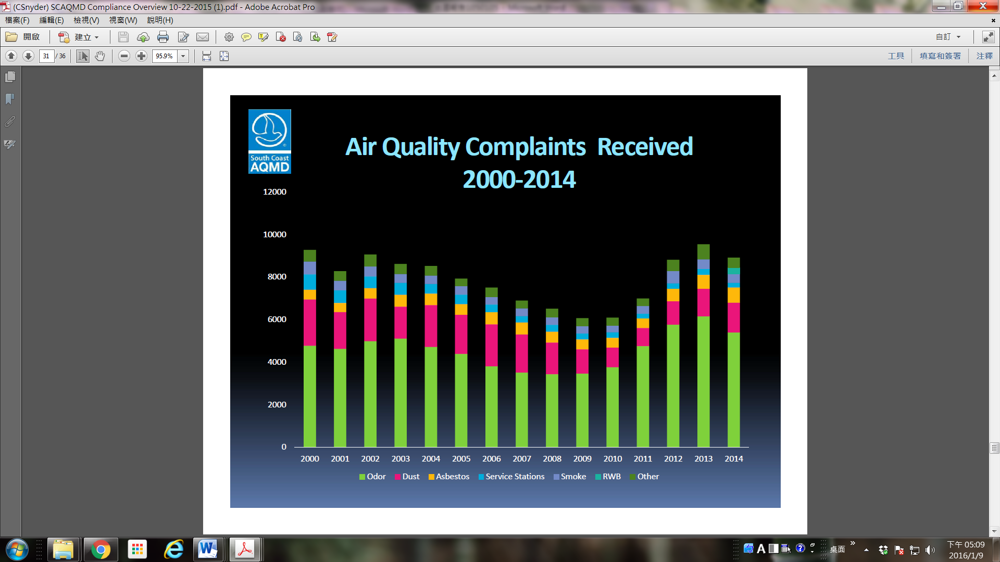 (CSnyder) SCAQMD Compliance Overview 10-22-2015 (1).pdf - Adobe Acrobat Pro
檔案(F) 編輯(E) 檢視(V) 視窗(W) 說明(H)
開啟 建立 自訂
31 / 36 95.9% 工具 填寫和簽署 注釋
South Coast
AQMD
Air Quality Complaints Received
2000-2014
12000
10000
8000
6000
4000
2000
0
2000 2001 2002 2003 2004 2005 2006 2007 2008 2009 2010 2011 2012 2013 2014
Odor Dust Asbestos Service Stations Smoke RWB Other
A 桌面 下午 05:09
2016/1/9